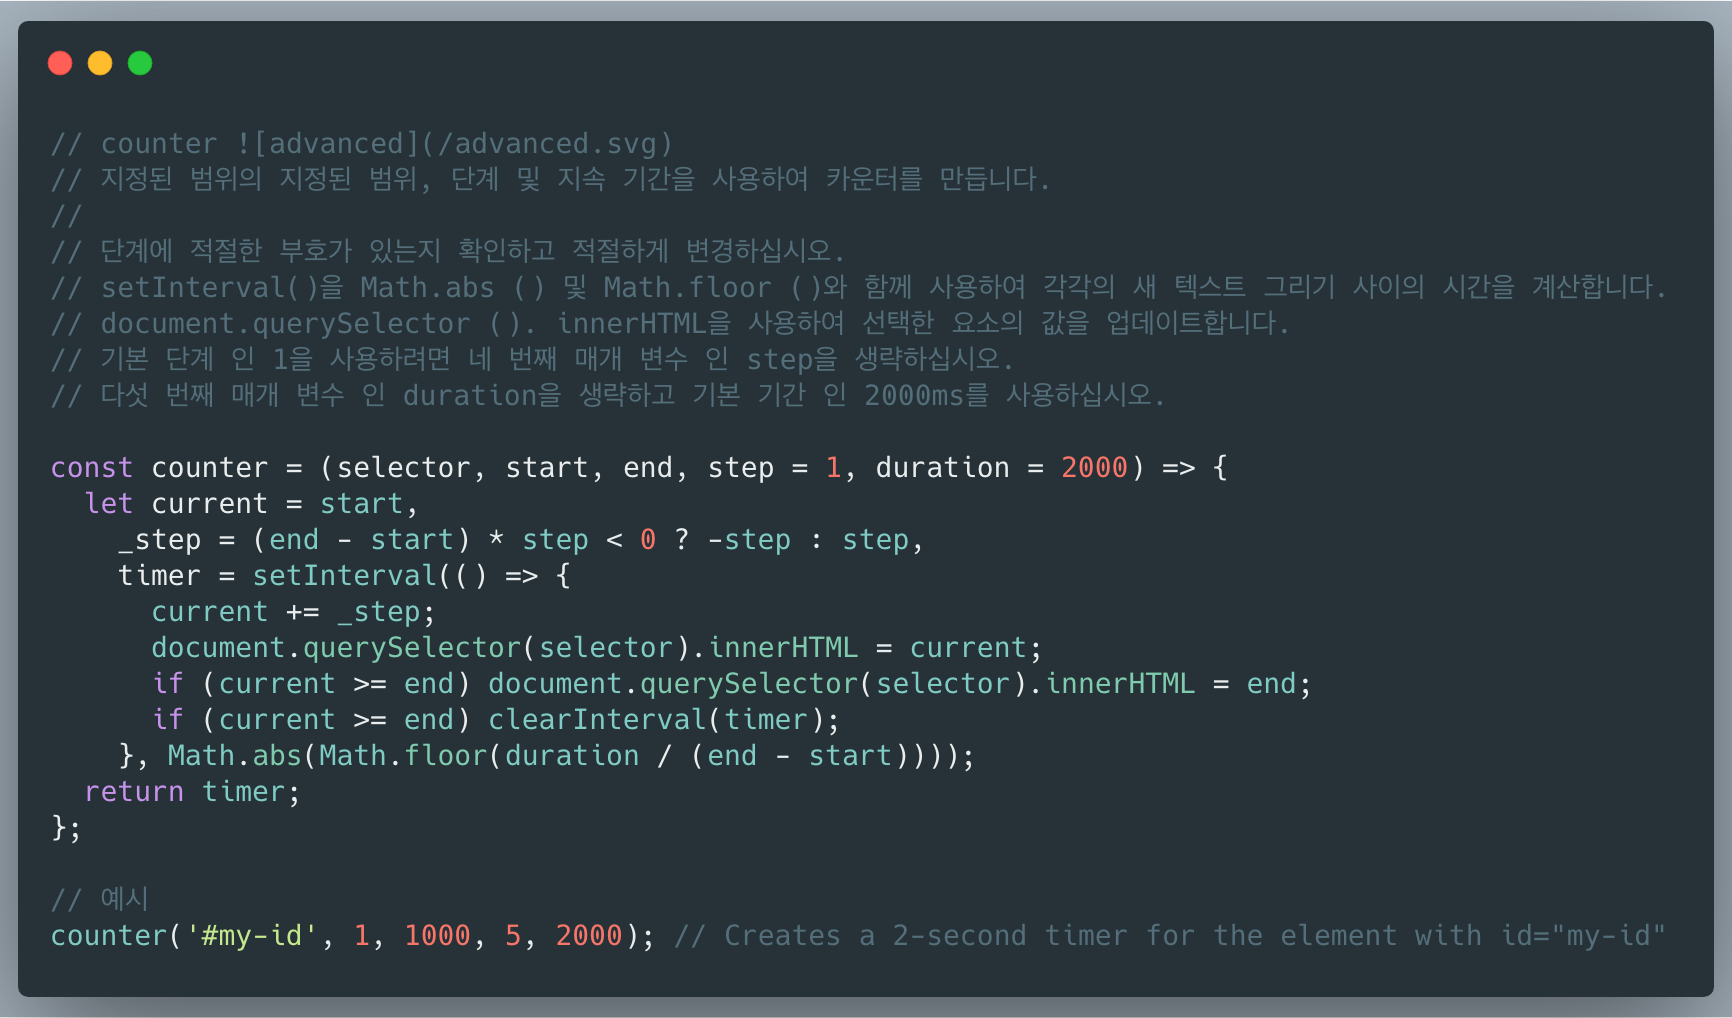 // counter ![advanced](/advanced.svg)
// 지정된 범위의 지정된 범위, 단계 및 지속 기간을 사용하여 카운터를 만듭니다.
//
// 단계에 적절한 부호가 있는지 확인하고 적절하게 변경하십시오.
// setInterval()을 Math.abs () 및 Math.floor ()와 함께 사용하여 각각의 새 텍스트 그리기 사이의 시간을 계산합니다.
// document.querySelector (). innerHTML을 사용하여 선택한 요소의 값을 업데이트합니다.
// 기본 단계 인 1을 사용하려면 네 번째 매개 변수 인 step을 생략하십시오.
// 다섯 번째 매개 변수 인 duration을 생략하고 기본 기간 인 2000ms를 사용하십시오.

const counter = (selector, start, end, step = 1, duration = 2000) => {
  let current = start,
    _step = (end - start) * step < 0 ? -step : step,
    timer = setInterval(() => {
      current += _step;
      document.querySelector(selector).innerHTML = current;
      if (current >= end) document.querySelector(selector).innerHTML = end;
      if (current >= end) clearInterval(timer);
    }, Math.abs(Math.floor(duration / (end - start))));
  return timer;
};

// 예시
counter('#my-id', 1, 1000, 5, 2000); // Creates a 2-second timer for the element with id="my-id"